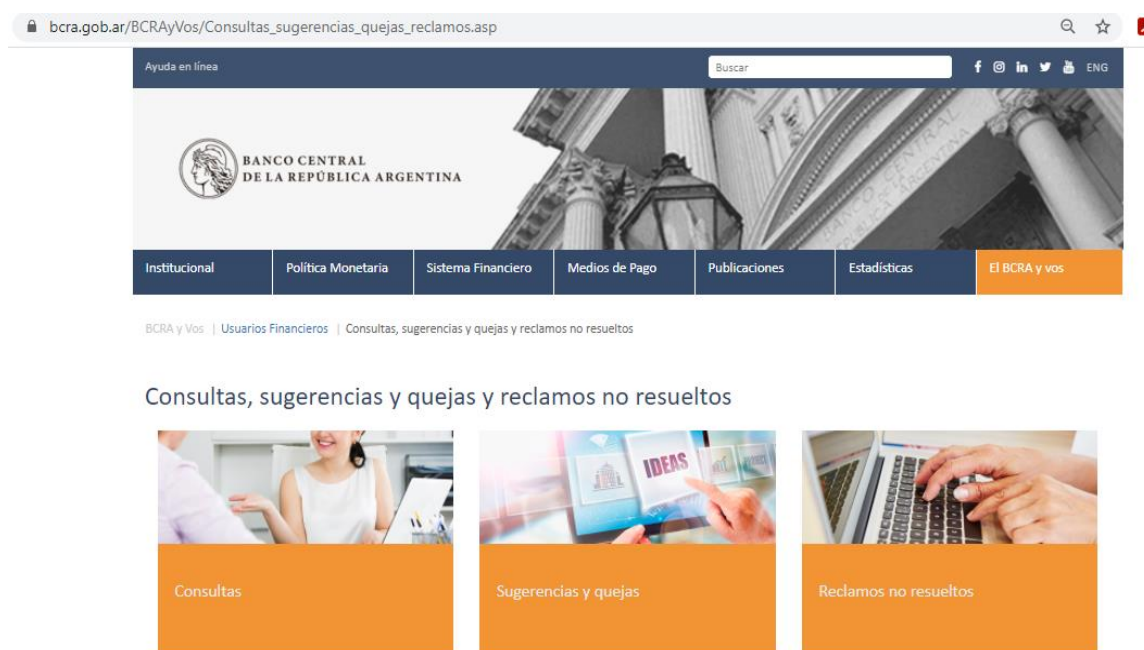 bcra.gob.ar/BCRAyVos/Consultas_sugerencias_quejas_reclamos.asp
Ayuda en línea
Buscar
ENG
BANCO CENTRAL
DE LA REPÚBLICA ARGENTINA
Institucional
Política Monetaria
Sistema Financiero
Medios de Pago
Publicaciones
Estadísticas
El BCRA y vos
BCRA y Vos | Usuarios Financieros | Consultas, sugerencias y quejas y reclamos no resueltos
Consultas, sugerencias y quejas y reclamos no resueltos
IDEAS
Consultas
Sugerencias y quejas
Reclamos no resueltos